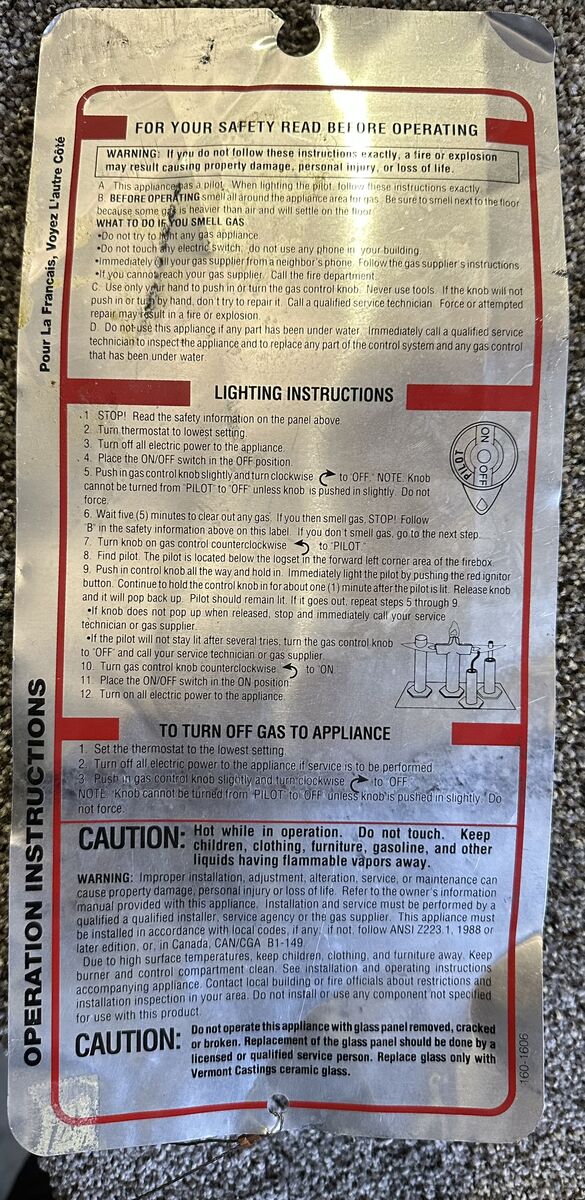 Pour La Francais, Voyez L'autre Côté
OPERATION INSTRUCTIONS
FOR YOUR SAFETY READ BEFORE OPERATING
WARNING: If you do not follow these instructions exactly, a fire or explosion
may result causing property damage, personal injury, or loss of life.
A. This appliance has a pilot. When lighting the pilot, follow these instructions exactly.
B. BEFORE OPERATING smell all around the appliance area for gas. Be sure to smell next to the floor
because some gas is heavier than air and will settle on the floor.
WHAT TO DO IF YOU SMELL GAS
•Do not try to light any gas appliance.
•Do not touch any electric switch; do not use any phone in your building.
•Immediately call your gas supplier from a neighbor's phone. Follow the gas supplier's instructions.
•If you cannot reach your gas supplier. Call the fire department.
C. Use only your hand to push in or turn the gas control knob. Never use tools. If the knob will not
push in or turn by hand, don't try to repair it. Call a qualified service technician. Force or attempted
repair may result in a fire or explosion.
D. Do not use this appliance if any part has been under water. Immediately call a qualified service
technician to inspect the appliance and to replace any part of the control system and any gas control
that has been under water.
LIGHTING INSTRUCTIONS
1. STOP! Read the safety information on the panel above.
2. Turn thermostat to lowest setting.
3. Turn off all electric power to the appliance.
4. Place the ON/OFF switch in the OFF position.
5. Push in gas control knob slightly and turn clockwise to "OFF." NOTE: Knob
cannot be turned from "PILOT" to "OFF" unless knob is pushed in slightly. Do not
force.
6. Wait five (5) minutes to clear out any gas. If you then smell gas, STOP! Follow
"B" in the safety information above on this label. If you don't smell gas, go to the next step.
7. Turn knob on gas control counterclockwise to "PILOT."
8. Find pilot. The pilot is located below the logset in the forward left corner area of the firebox.
9. Push in control knob all the way and hold in. Immediately light the pilot by pushing the red ignitor
button. Continue to hold the control knob in for about one (1) minute after the pilot is lit. Release knob
and it will pop back up. Pilot should remain lit. If it goes out, repeat steps 5 through 9.
•If knob does not pop up when released, stop and immediately call your service
technician or gas supplier.
•If the pilot will not stay lit after several tries, turn the gas control knob
to "OFF" and call your service technician or gas supplier.
10. Turn gas control knob counterclockwise to "ON."
11. Place the ON/OFF switch in the ON position.
12. Turn on all electric power to the appliance.
ON
OFF
PILOT
TO TURN OFF GAS TO APPLIANCE
1. Set the thermostat to the lowest setting.
2. Turn off all electric power to the appliance if service is to be performed.
3. Push in gas control knob slightly and turn clockwise to "OFF."
NOTE: Knob cannot be turned from "PILOT" to "OFF" unless knob is pushed in slightly. Do
not force.
CAUTION: Hot while in operation. Do not touch. Keep
children, clothing, furniture, gasoline, and other
liquids having flammable vapors away.
WARNING: Improper installation, adjustment, alteration, service, or maintenance can
cause property damage, personal injury or loss of life. Refer to the owner's information
manual provided with this appliance. Installation and service must be performed by a
qualified a qualified installer, service agency or the gas supplier. This appliance must
be installed in accordance with local codes, if any; if not, follow ANSI Z223.1, 1988 or
later edition, or, in Canada, CAN/CGA B1-149.
Due to high surface temperatures, keep children, clothing, and furniture away. Keep
burner and control compartment clean. See installation and operating instructions
accompanying appliance. Contact local building or fire officials about restrictions and
installation inspection in your area. Do not install or use any component not specified
for use with this product.
CAUTION: Do not operate this appliance with glass panel removed, cracked
or broken. Replacement of the glass panel should be done by a
licensed or qualified service person. Replace glass only with
Vermont Castings ceramic glass.
160-1606